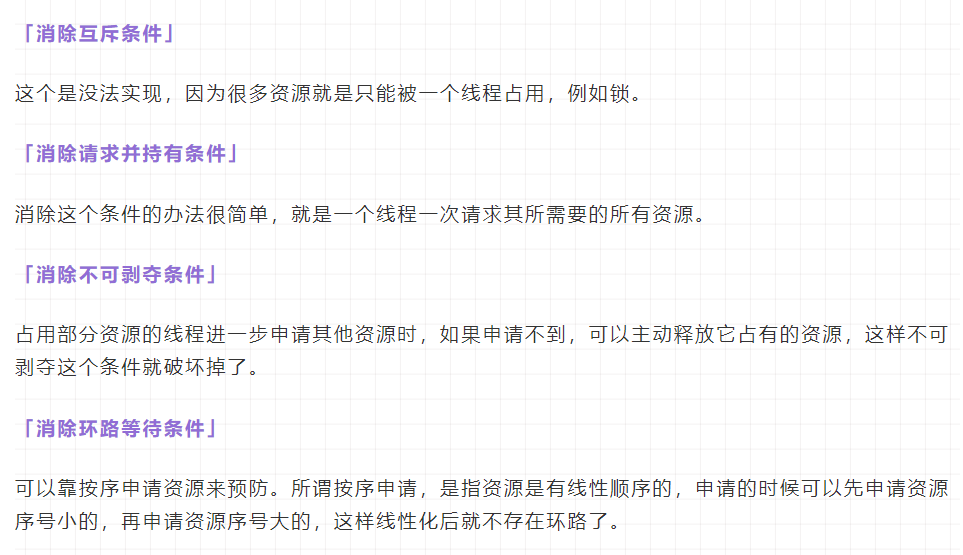 「消除互斥条件」
这个是没法实现，因为很多资源就是只能被一个线程占用，例如锁。
「消除请求并持有条件」
消除这个条件的办法很简单，就是一个线程一次请求其所需要的所有资源。
「消除不可剥夺条件」
占用部分资源的线程进一步申请其他资源时，如果申请不到，可以主动释放它占有的资源，这样不可
剥夺这个条件就破坏掉了。
「消除环路等待条件」
可以靠按序申请资源来预防。所谓按序申请，是指资源是有线性顺序的，申请的时候可以先申请资源
序号小的，再申请资源序号大的，这样线性化后就不存在环路了。